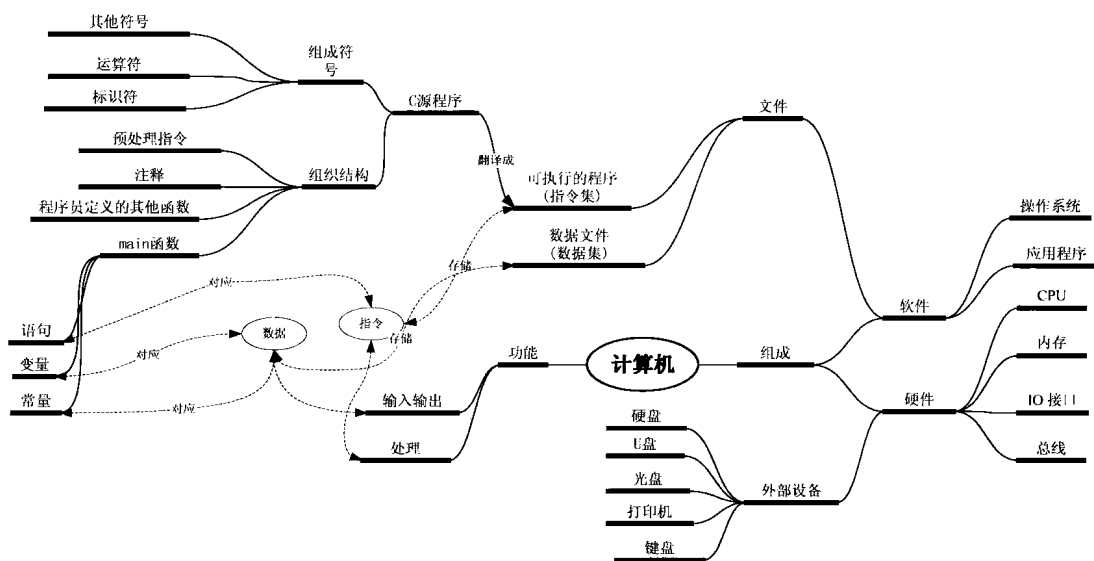 其他符号
运算符
标识符
组成符
号
C源程序
预处理指令
注释
程序员定义的其他函数
main函数
组织结构
语句
变量
常量
翻译成
可执行的程序
(指令集)
数据文件
(数据集)
文件
存储
存储
对应
对应
对应
数据
指令
功能
输入输出
处理
计算机
组成
软件
操作系统
应用程序
硬件
CPU
内存
IO 接口
总线
外部设备
硬盘
U盘
光盘
打印机
键盘